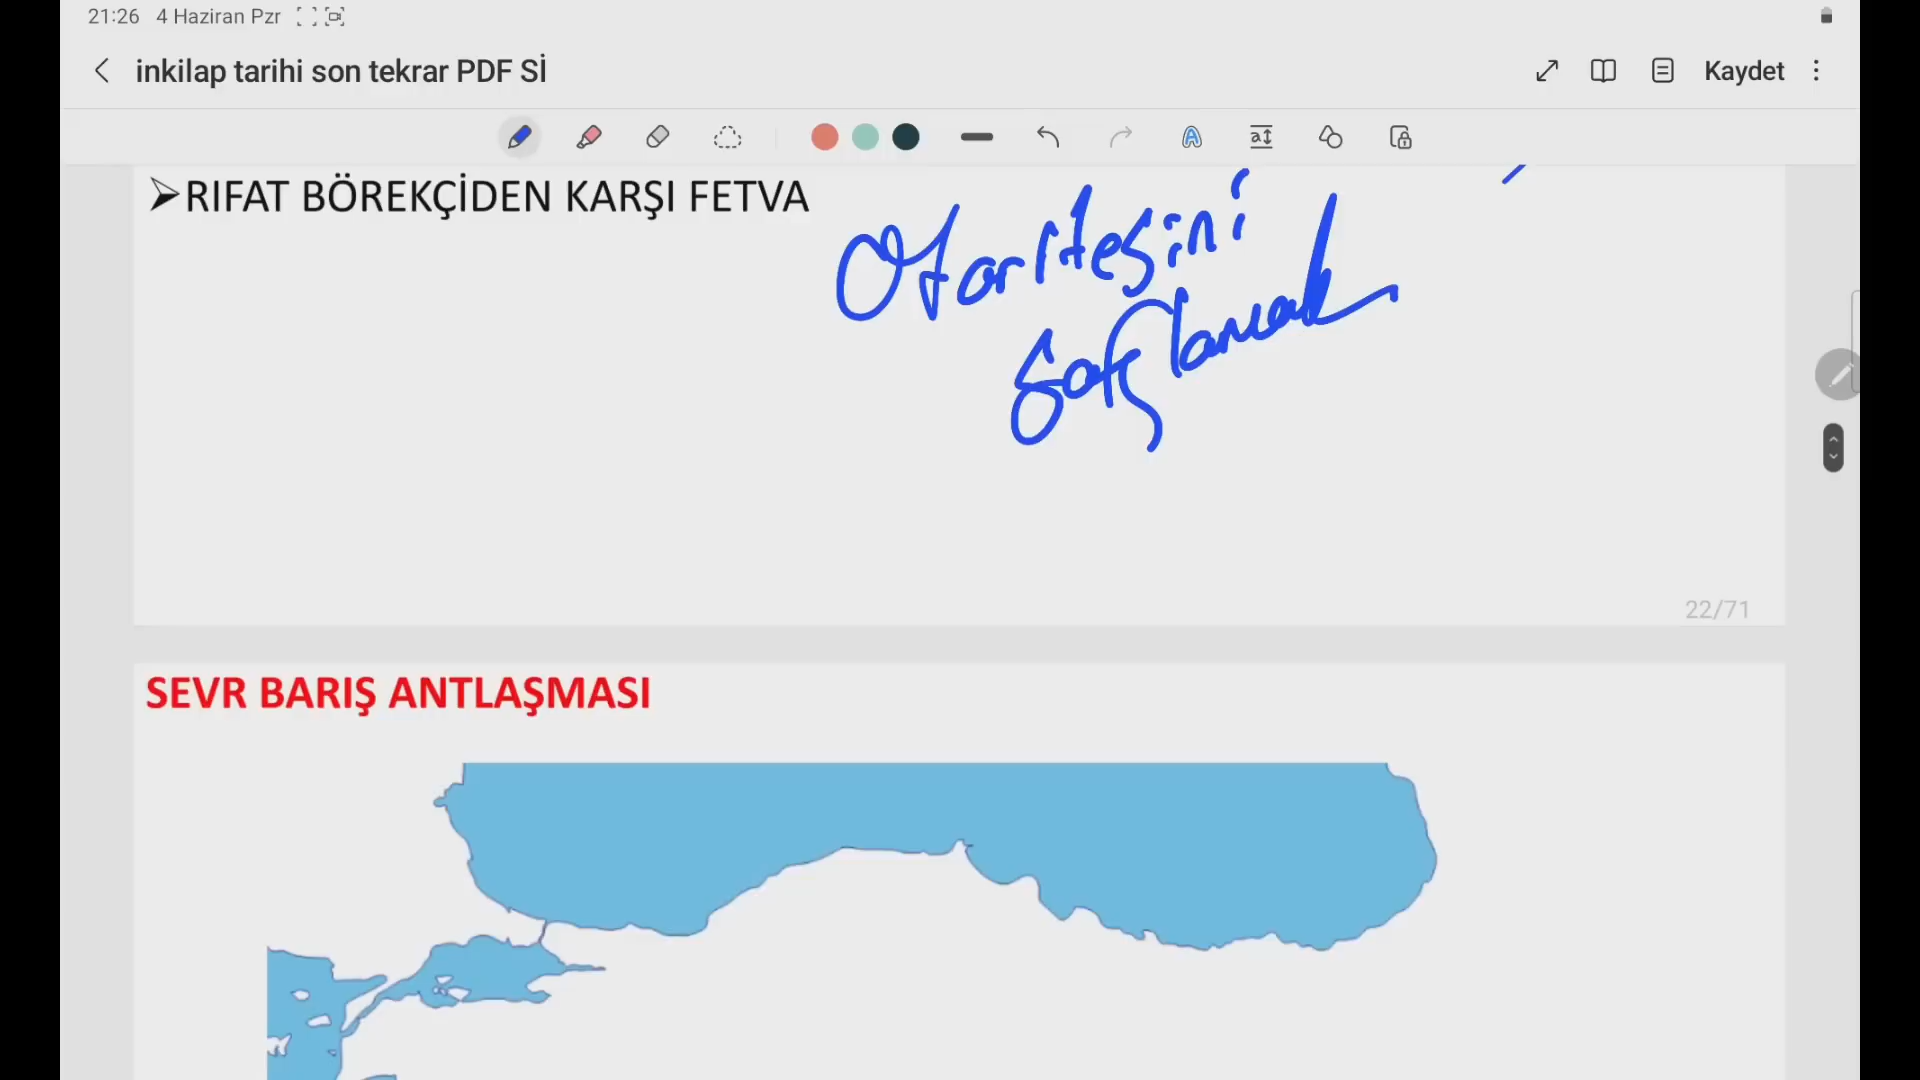 21:26 4 Haziran Pzr
inkilap tarihi son tekrar PDF Sİ
Kaydet
➢RIFAT BÖREKÇİDEN KARŞI FETVA
Otoritesini
Sağlamak
22/71
SEVR BARIŞ ANTLAŞMASI